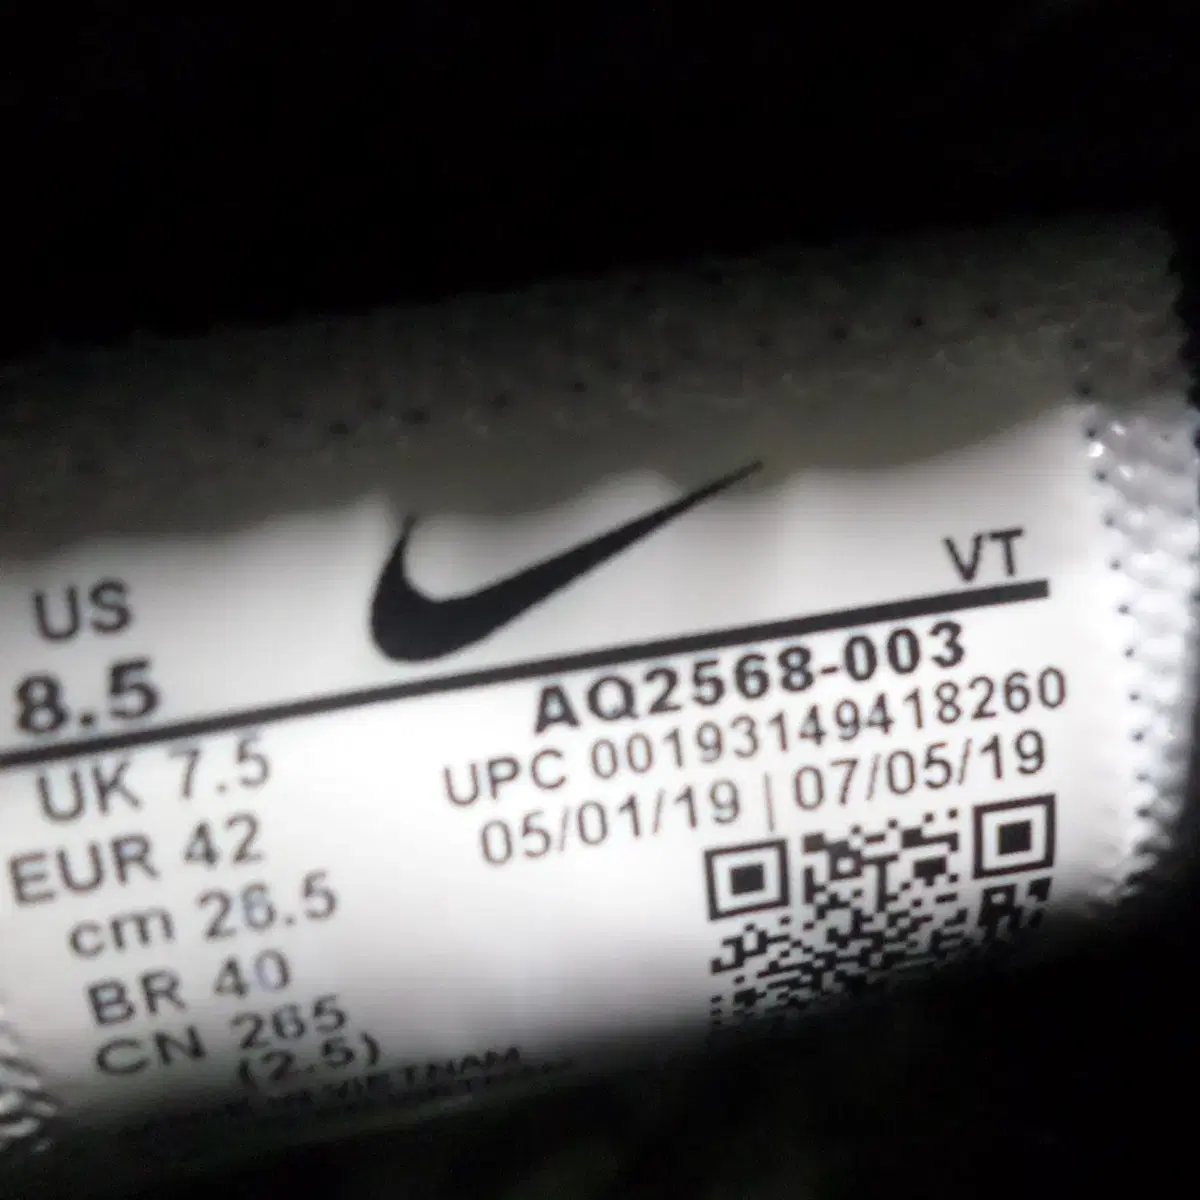 US
8.5
VT
AQ2568-003
UPC 00193149418260
05/01/19 | 07/05/19
UK 7.5
EUR 42
cm 26.5
BR 40
CN 265
(2.5)
VIETNAM